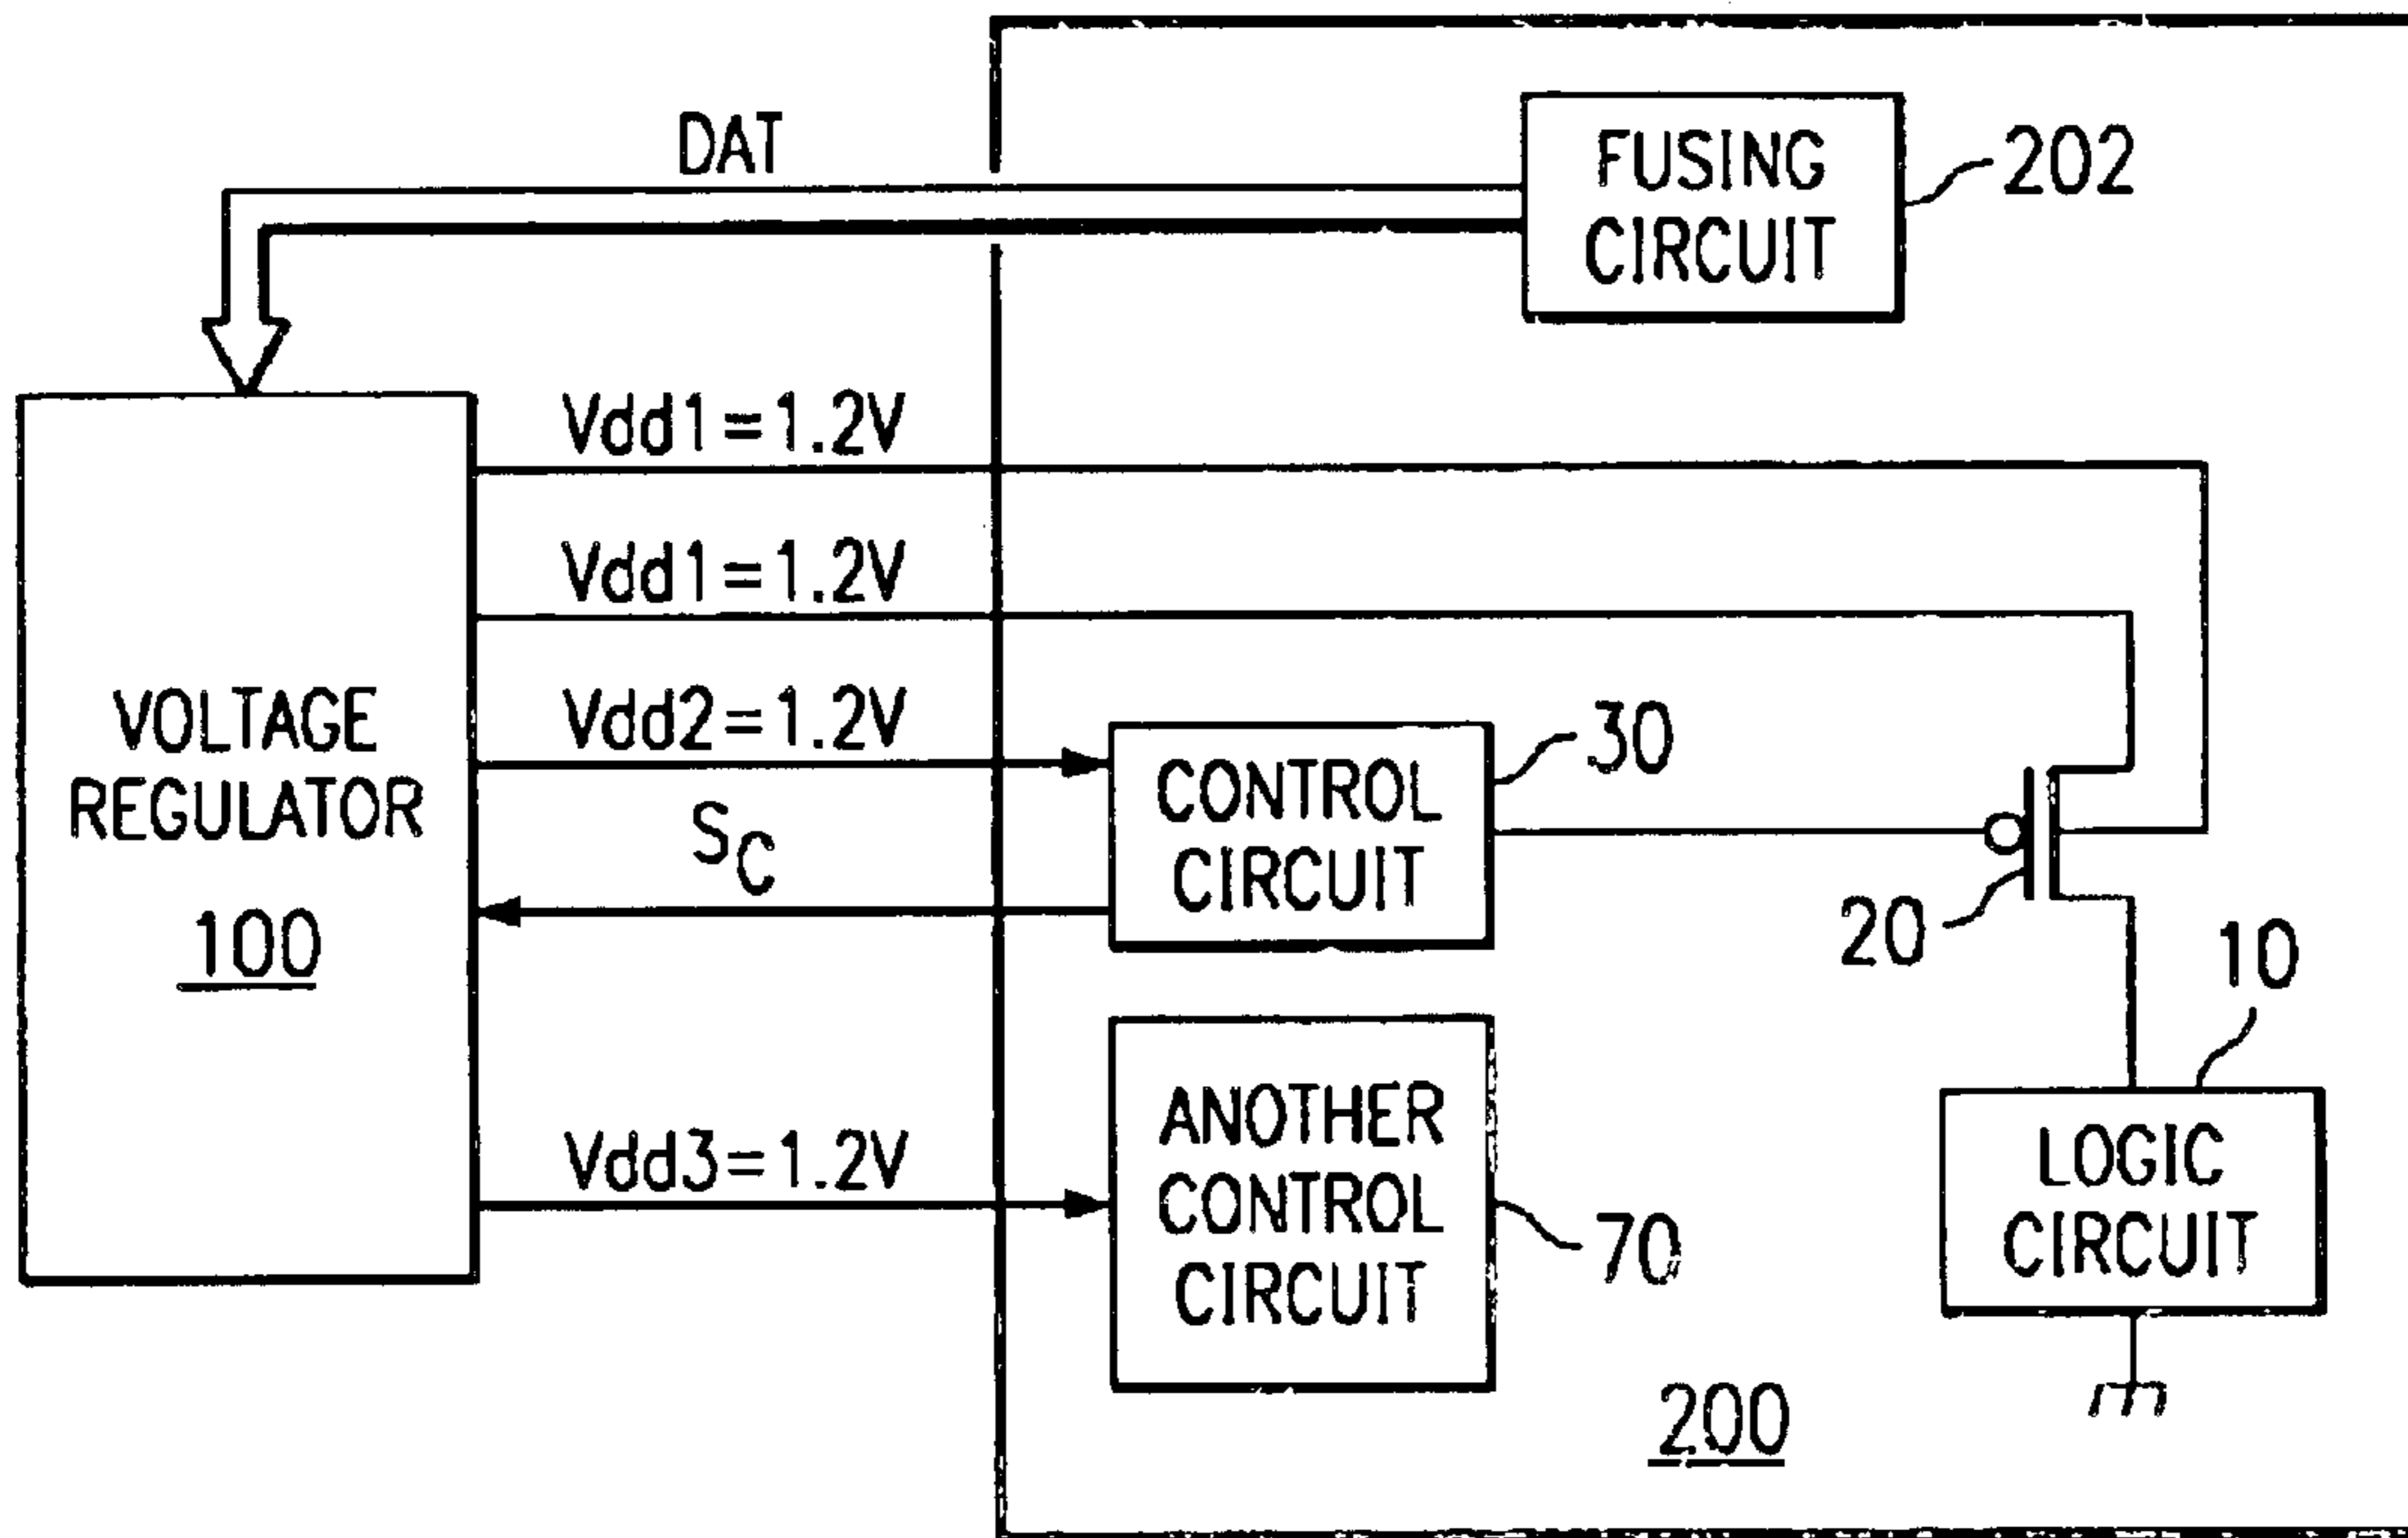 DAT
FUSING
CIRCUIT
202
Vdd1=1.2V
Vdd1=1.2V
Vdd2=1.2V
SC
VOLTAGE
REGULATOR
100
CONTROL
CIRCUIT
30
20
10
Vdd3=1.2V
ANOTHER
CONTROL
CIRCUIT
70
LOGIC
CIRCUIT
200